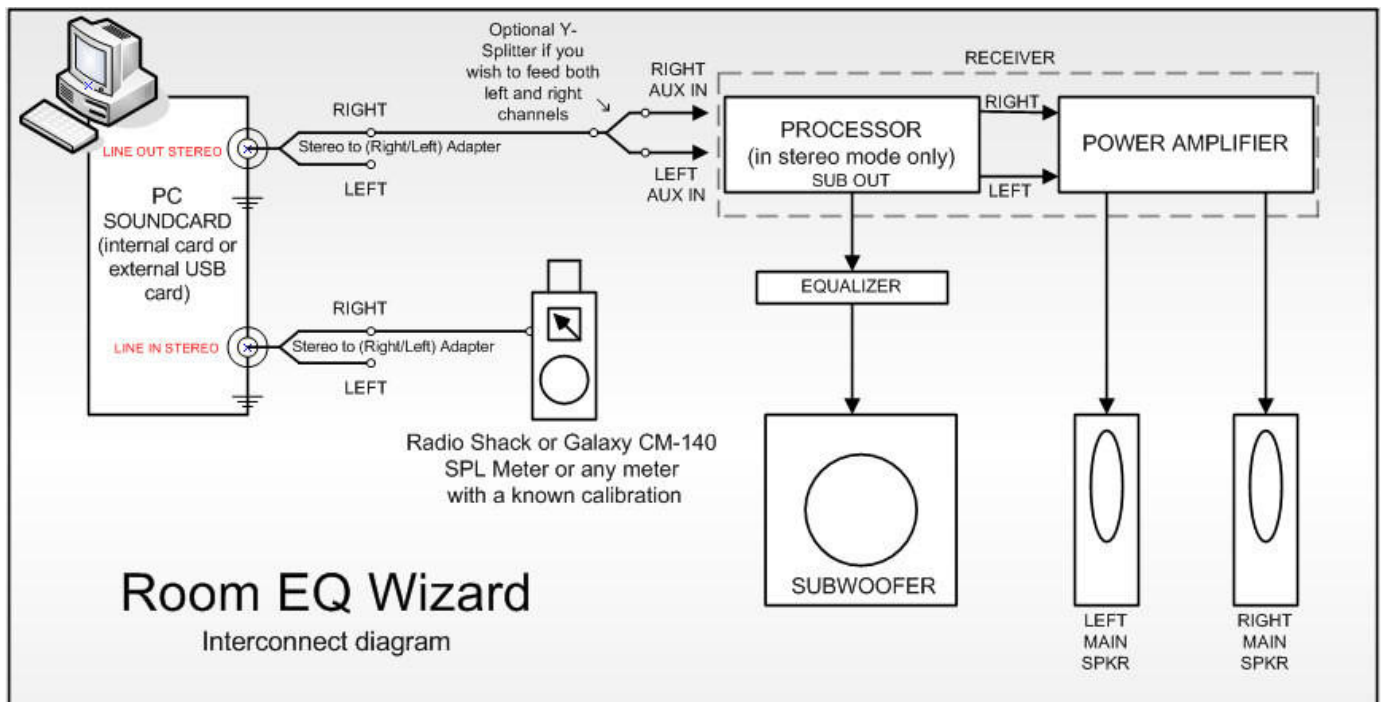 Optional Y-
Splitter if you
wish to feed both
left and right
channels
RIGHT
AUX IN
LEFT
AUX IN
RECEIVER
RIGHT
LEFT
PROCESSOR
(in stereo mode only)
SUB OUT
POWER AMPLIFIER
LINE OUT STEREO
RIGHT
Stereo to (Right/Left) Adapter
LEFT
PC
SOUNDCARD
(internal card or
external USB
card)
EQUALIZER
LINE IN STEREO
RIGHT
Stereo to (Right/Left) Adapter
LEFT
Radio Shack or Galaxy CM-140
SPL Meter or any meter
with a known calibration
SUBWOOFER
LEFT
MAIN
SPKR
RIGHT
MAIN
SPKR
Room EQ Wizard
Interconnect diagram